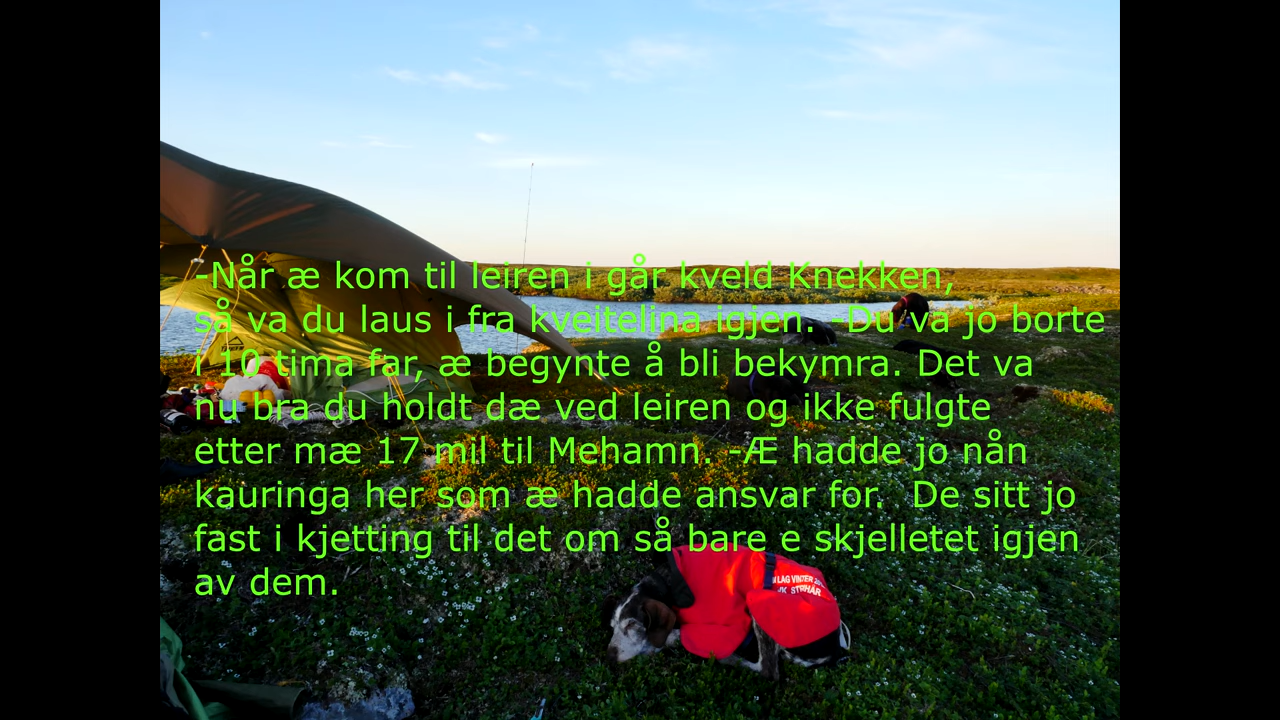 -Når æ kom til leiren i går kveld Knekken,
så va du laus i fra kveitelina igjen. -Du va jo borte
i 10 tima far, æ begynte å bli bekymra. Det va
nu bra du holdt dæ ved leiren og ikke fulgte
etter mæ 17 mil til Mehamn. -Æ hadde jo nån
kauringa her som æ hadde ansvar for.  De sitt jo
fast i kjetting til det om så bare e skjelletet igjen
av dem.
LAG VINTER
STRIHÅR